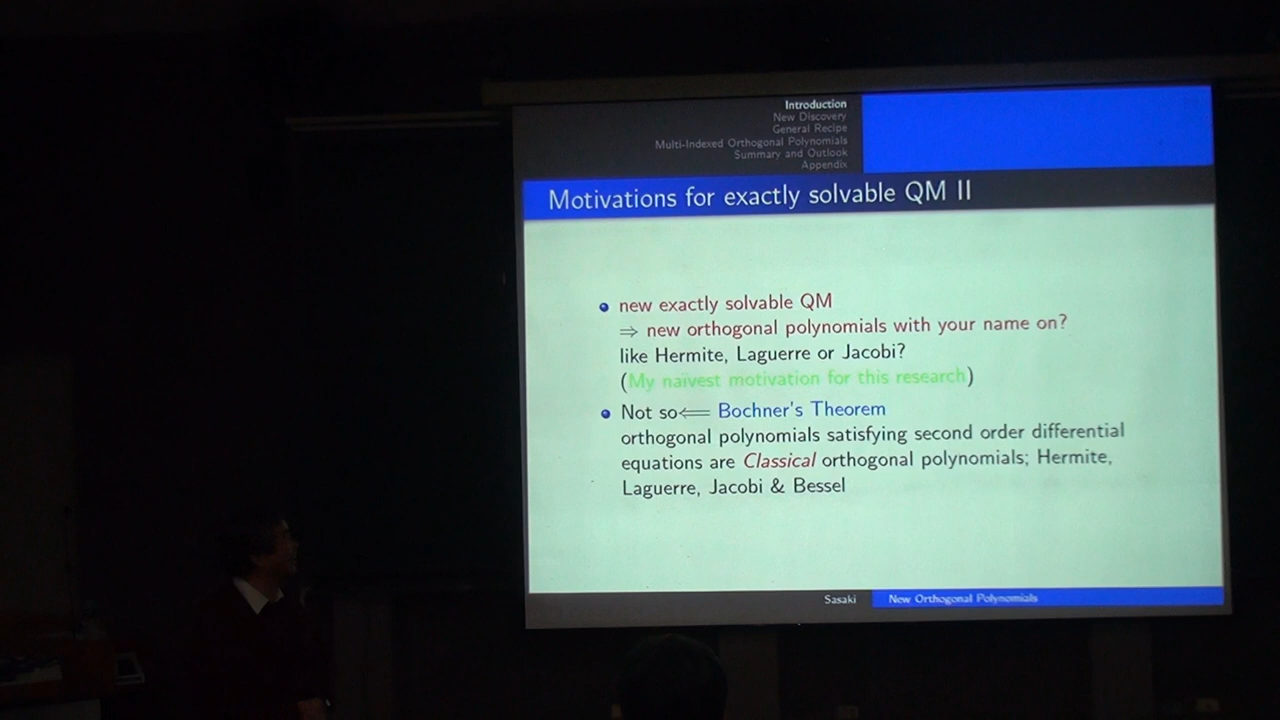 Introduction
New Discovery
General Recipe
Multi-Indexed Orthogonal Polynomials
Summary and Outlook
Appendix
Motivations for exactly solvable QM II
new exactly solvable QM
⇒ new orthogonal polynomials with your name on?
like Hermite, Laguerre or Jacobi?
(My naivest motivation for this research)
Not so⟸ Bochner's Theorem
orthogonal polynomials satisfying second order differential
equations are Classical orthogonal polynomials; Hermite,
Laguerre, Jacobi & Bessel
Sasaki New Orthogonal Polynomials